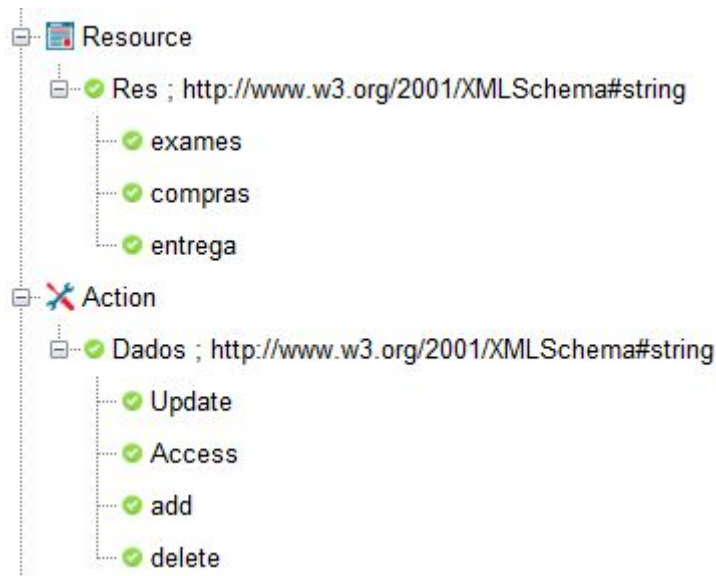 Resource
Res ; http://www.w3.org/2001/XMLSchema#string
exames
compras
entrega
Action
Dados ; http://www.w3.org/2001/XMLSchema#string
Update
Access
add
delete